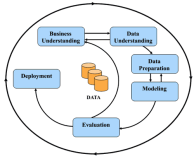 Business
Understanding
Data
Understanding
Data
Preparation
Deployment
DATA
Modeling
Evaluation